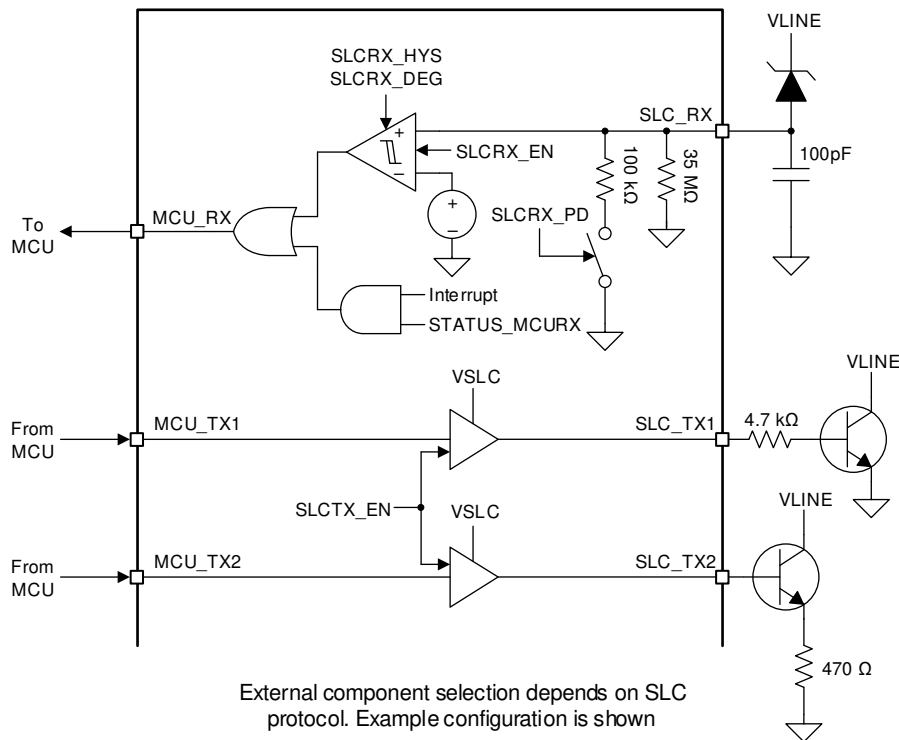 VLINE
SLCRX_HYS
SLCRX_DEG
SLC_RX
+
SLCRX_EN
−
100 kΩ
35 MΩ
100pF
To
MCU
MCU_RX
+
−
SLCRX_PD
Interrupt
STATUS_MCURX
VLINE
VSLC
From
MCU
MCU_TX1
SLC_TX1
4.7 kΩ
SLCTX_EN
VSLC
VLINE
From
MCU
MCU_TX2
SLC_TX2
470 Ω
External component selection depends on SLC
protocol. Example configuration is shown